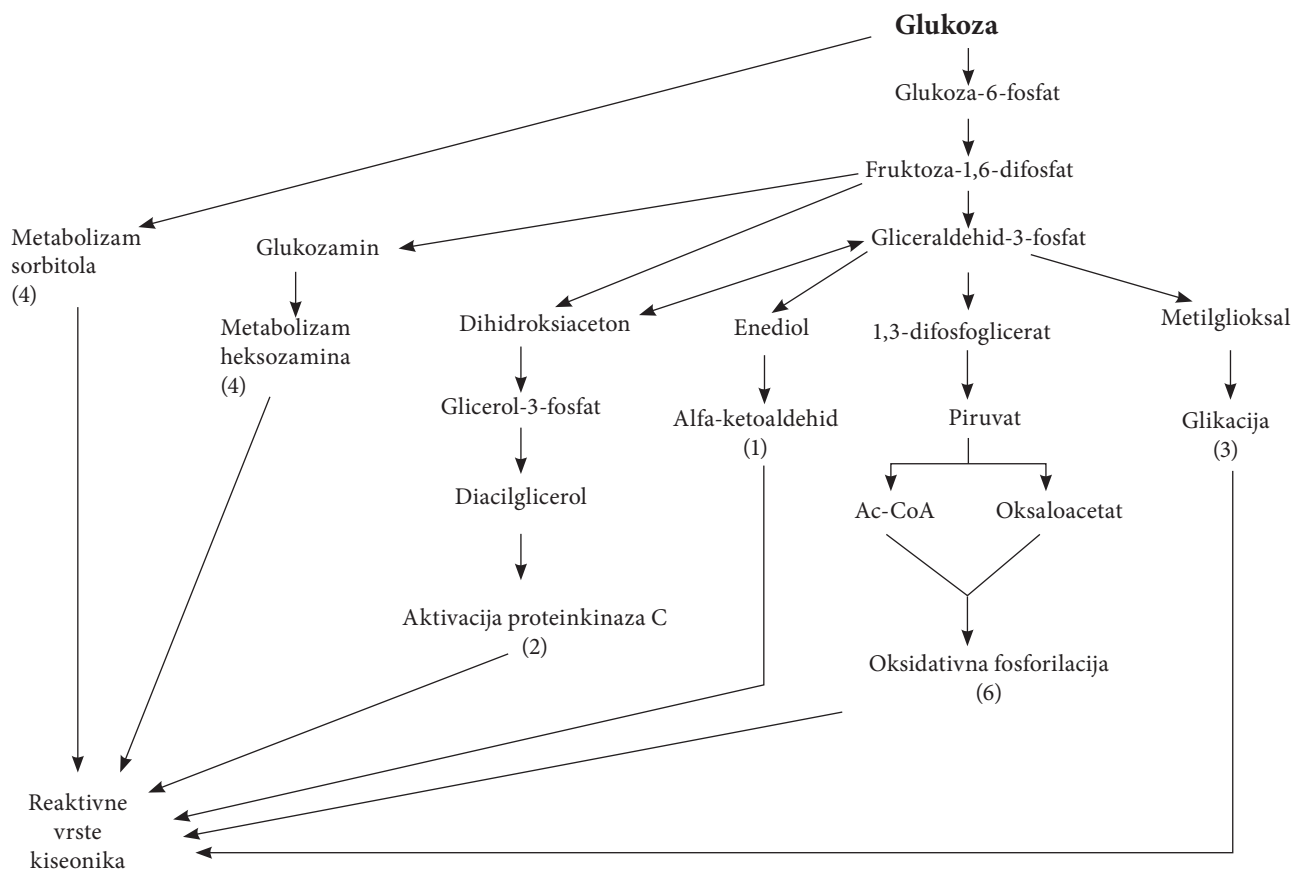 Glukoza
Glukoza-6-fosfat
Fruktoza-1,6-difosfat
Metabolizam
sorbitola
(4)
Glukozamin
Gliceraldehid-3-fosfat
Metabolizam
heksozamina
(4)
Dihidroksiaceton
Enediol
1,3-difosfoglicerat
Metilglioksal
Glicerol-3-fosfat
Alfa-ketoaldehid
(1)
Piruvat
Glikacija
(3)
Diacilglicerol
Ac-CoA
Oksaloacetat
Aktivacija proteinkinaza C
(2)
Oksidativna fosforilacija
(6)
Reaktivne
vrste
kiseonika